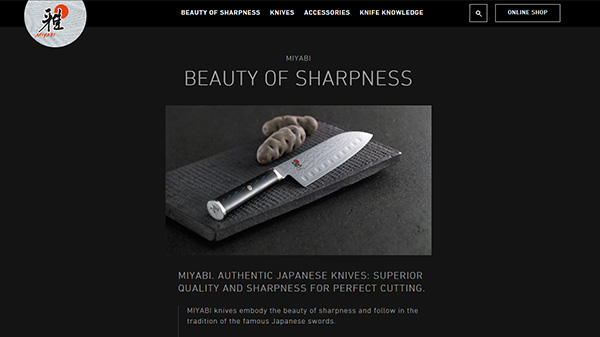 雅
MIYABI
BEAUTY OF SHARPNESS KNIVES ACCESSORIES KNIFE KNOWLEDGE
ONLINE SHOP
MIYABI
BEAUTY OF SHARPNESS
MIYABI. AUTHENTIC JAPANESE KNIVES: SUPERIOR
QUALITY AND SHARPNESS FOR PERFECT CUTTING.
MIYABI knives embody the beauty of sharpness and follow in the
tradition of the famous Japanese swords.